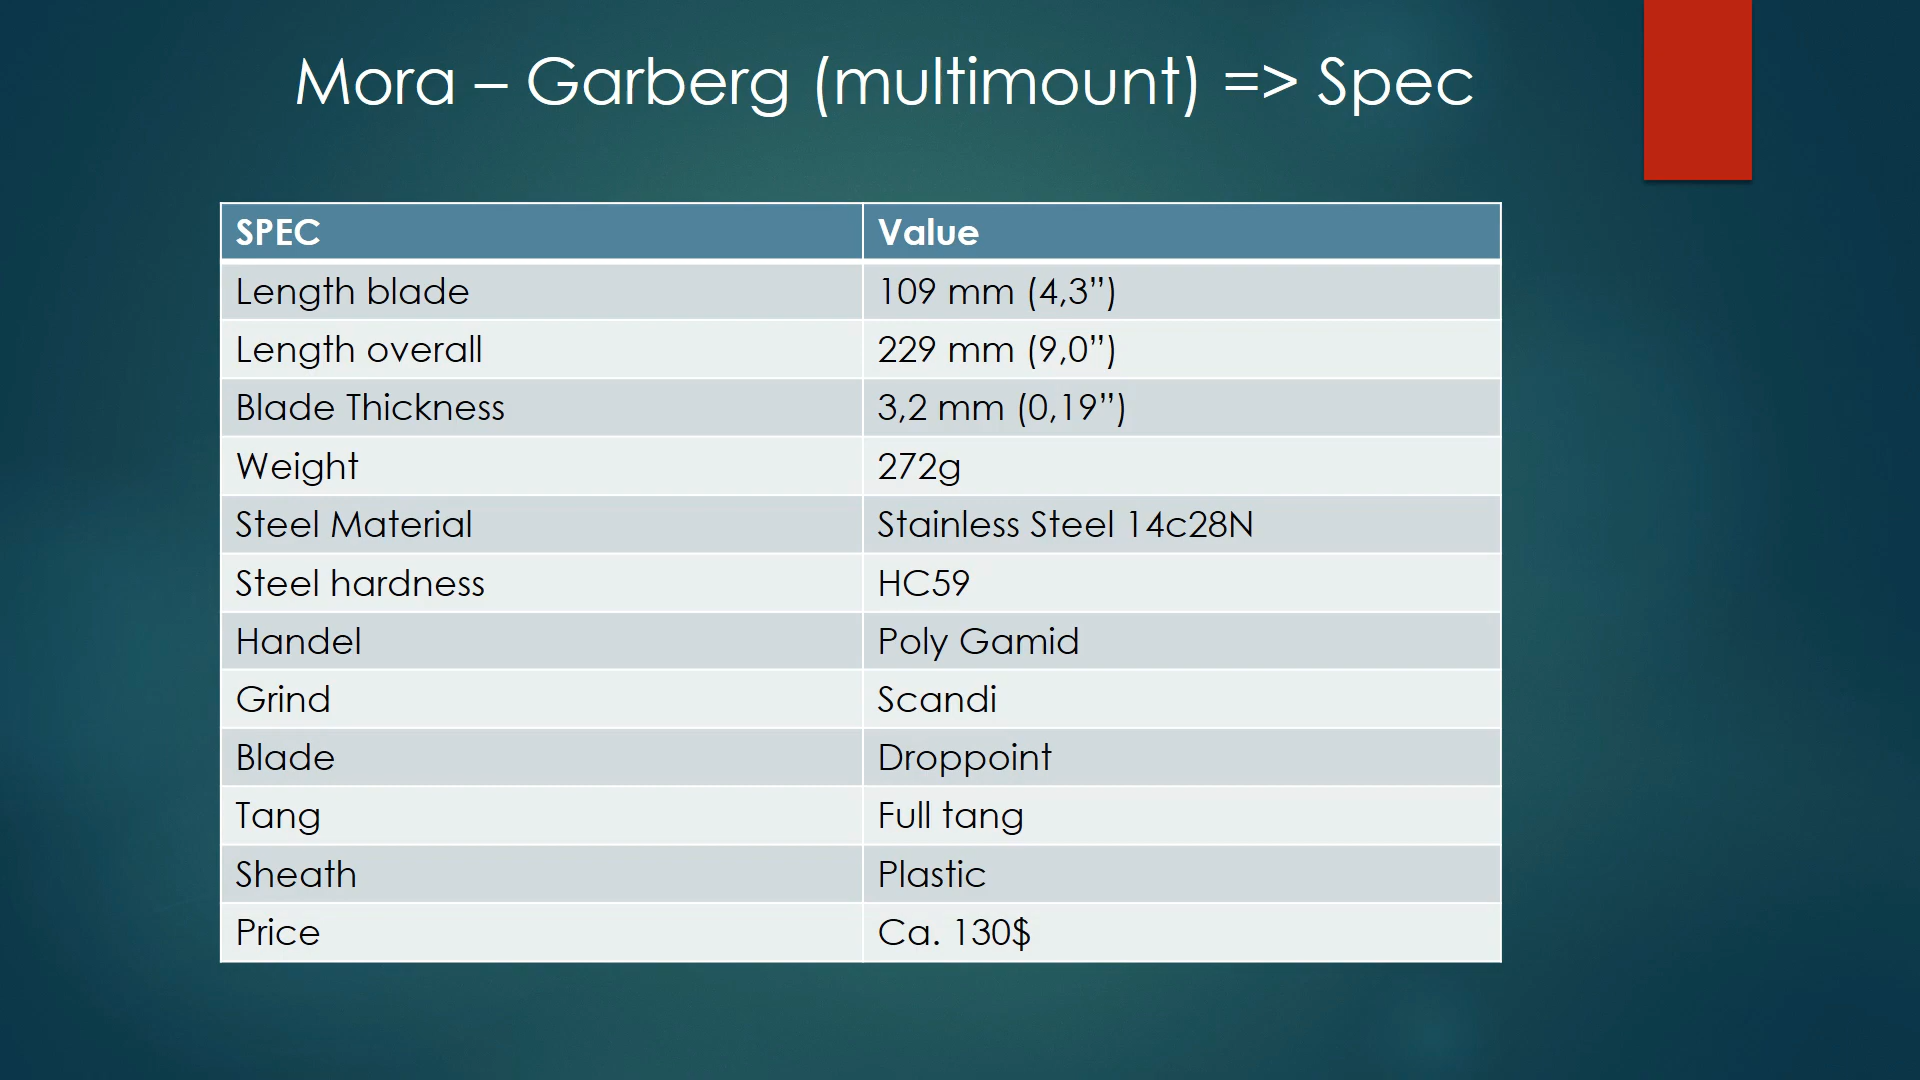 Mora – Garberg (multimount) => Spec
SPEC Value
Length blade 109 mm (4,3”)
Length overall 229 mm (9,0”)
Blade Thickness 3,2 mm (0,19”)
Weight 272g
Steel Material Stainless Steel 14c28N
Steel hardness HC59
Handel Poly Gamid
Grind Scandi
Blade Droppoint
Tang Full tang
Sheath Plastic
Price Ca. 130$